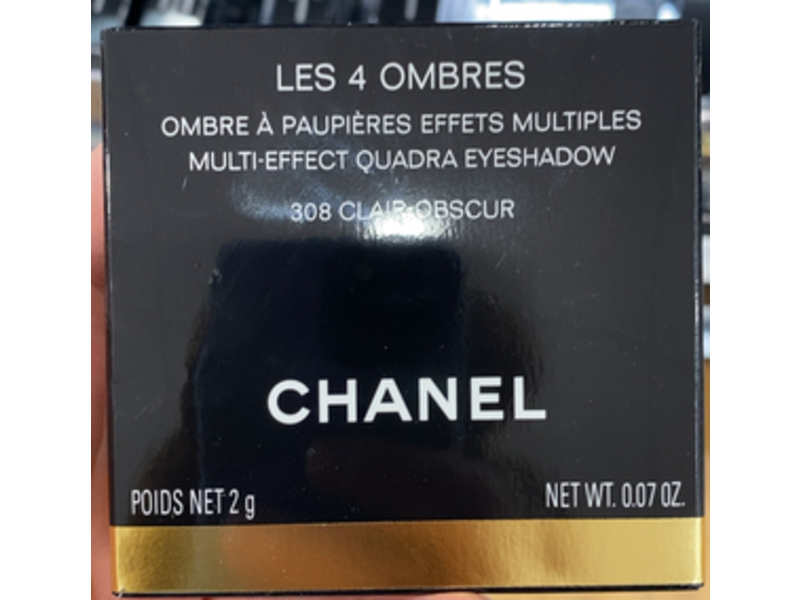 LES 4 OMBRES
OMBRE À PAUPIÈRES EFFETS MULTIPLES
MULTI-EFFECT QUADRA EYESHADOW
308 CLAIR-OBSCUR
CHANEL
POIDS NET 2 g
NET WT. 0.07 OZ.